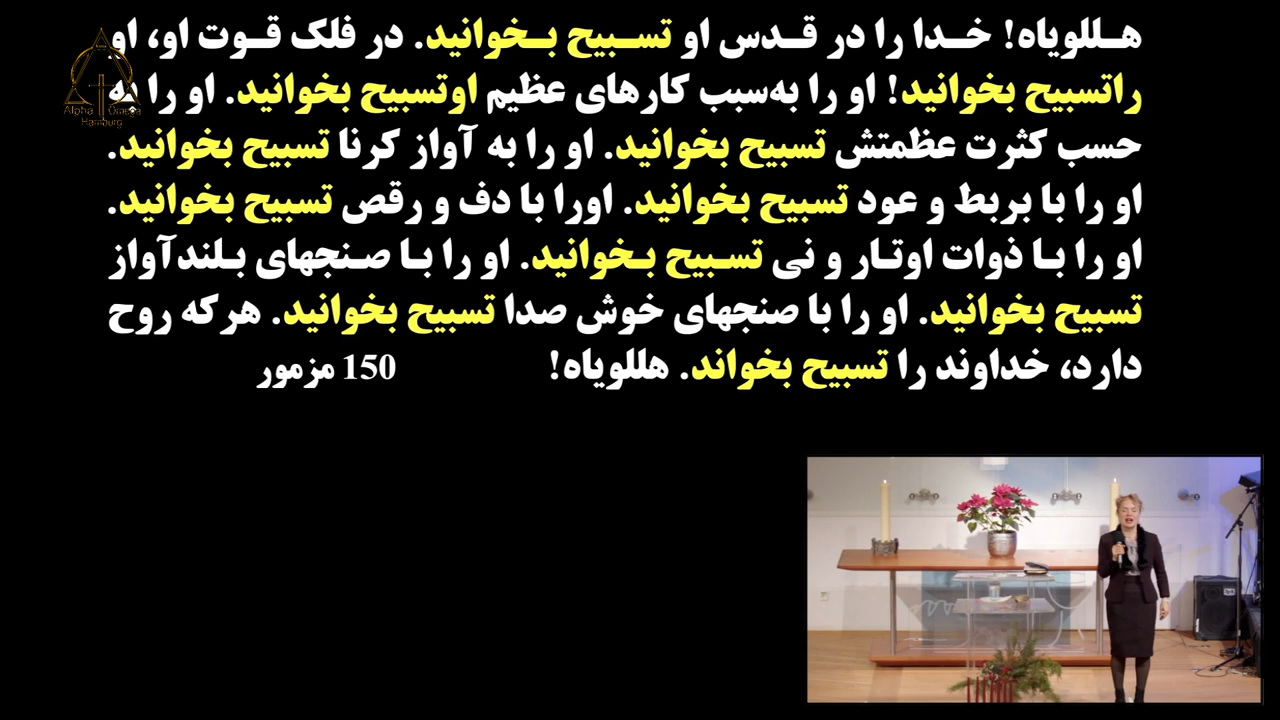 هللویاه! خدا را در قدس او تسبیح بخوانید. در فلک قوت او، او
راتسبیح بخوانید! او را به‌سبب کارهای عظیم اوتسبیح بخوانید. او را به
حسب کثرت عظمتش تسبیح بخوانید. او را به آواز کرنا تسبیح بخوانید.
او را با بربط و عود تسبیح بخوانید. اورا با دف و رقص تسبیح بخوانید.
او را با ذوات اوتار و نی تسبیح بخوانید. او را با صنجهای بلندآواز
تسبیح بخوانید. او را با صنجهای خوش صدا تسبیح بخوانید. هرکه روح
دارد، خداوند را تسبیح بخواند. هللویاه! 150 مزمور
Alpha Omega
Hamburg